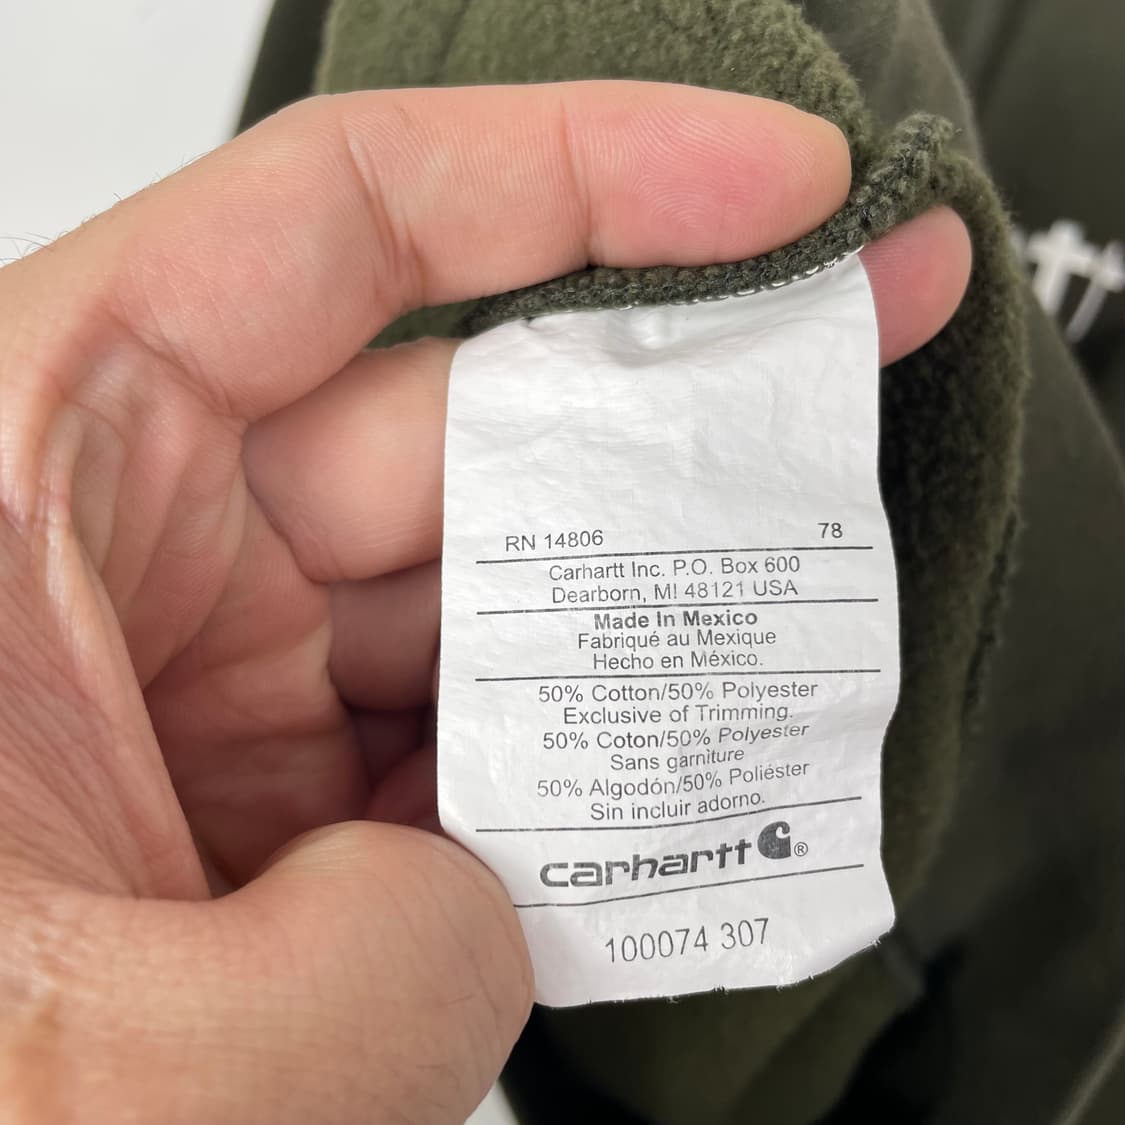 RN 14806 78
Carhartt Inc. P.O. Box 600
Dearborn, MI 48121 USA
Made In Mexico
Fabriqué au Mexique
Hecho en México.
50% Cotton/50% Polyester
Exclusive of Trimming.
50% Coton/50% Polyester
Sans garniture
50% Algodón/50% Poliéster
Sin incluir adorno.
carhartt ®
100074 307